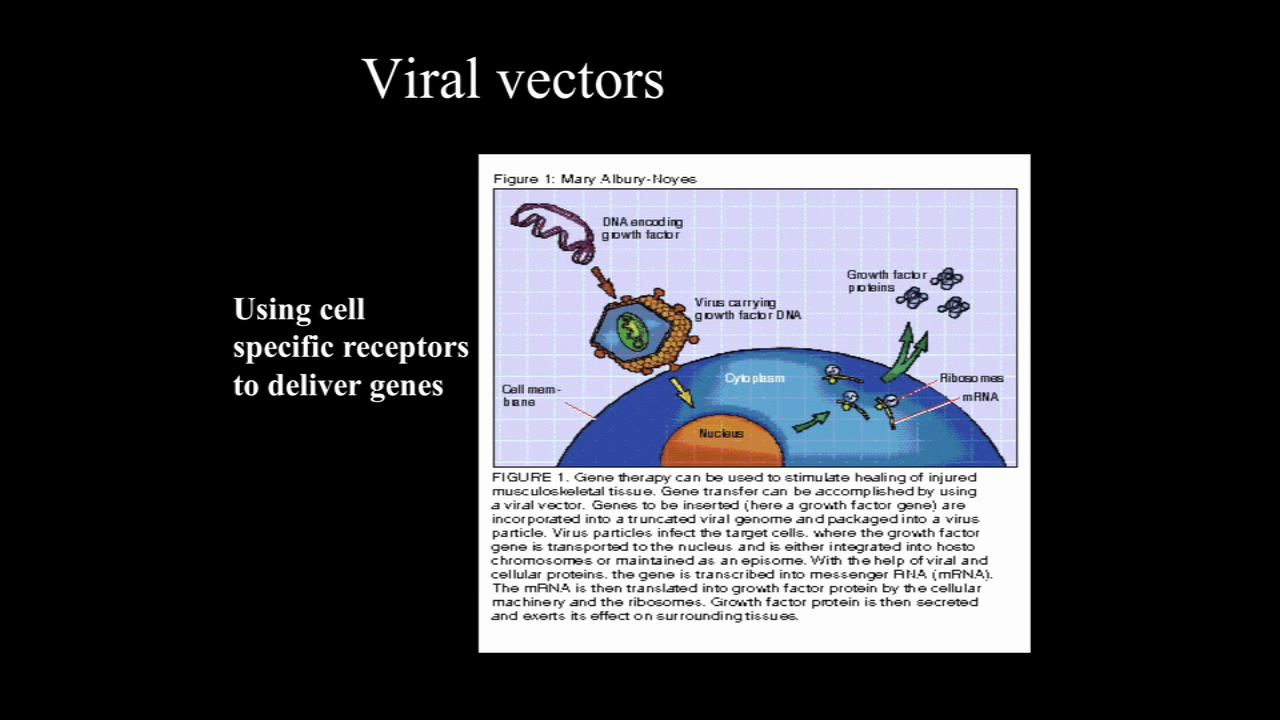 Viral vectors
Using cell
specific receptors
to deliver genes
Figure 1: Mary Albury-Noyes
DNA encoding
growth factor
Growth factor
proteins
Virus carrying
growth factor DNA
Cytoplasm
Ribosomes
mRNA
Cell mem-
brane
Nucleus
FIGURE 1. Gene therapy can be used to stimulate healing of injured
musculoskeletal tissue. Gene transfer can be accomplished by using
a viral vector. Genes to be inserted (here a growth factor gene) are
incorporated into a truncated viral genome and packaged into a virus
particle. Virus particles infect the target cells. where the growth factor
gene is transported to the nucleus and is either integrated into hosto
chromosomes or maintained as an episome. With the help of viral and
cellular proteins. the gene is transcribed into messenger RNA (mRNA).
The mRNA is then translated into growth factor protein by the cellular
machinery and the ribosomes. Growth factor protein is then secreted
and exerts its effect on surrounding tissues.